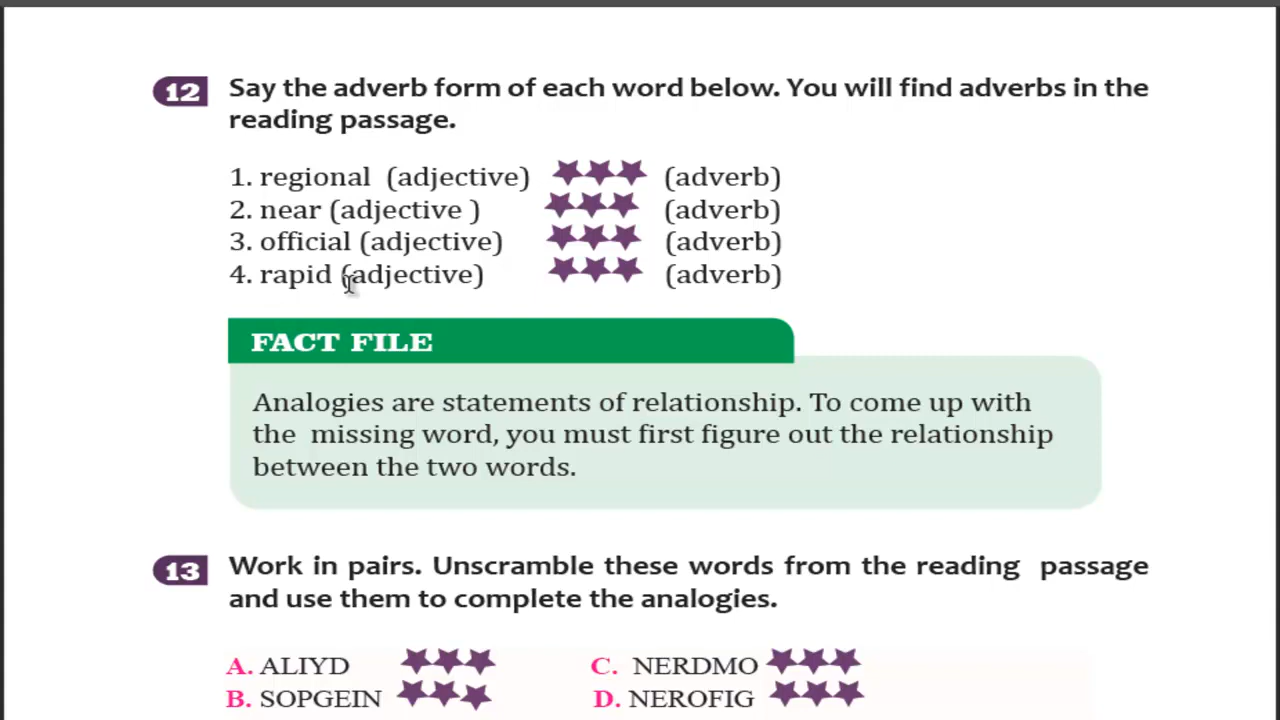 12 Say the adverb form of each word below. You will find adverbs in the
reading passage.
1. regional (adjective) (adverb)
2. near (adjective ) (adverb)
3. official (adjective) (adverb)
4. rapid (adjective) (adverb)
FACT FILE
Analogies are statements of relationship. To come up with
the missing word, you must first figure out the relationship
between the two words.
13 Work in pairs. Unscramble these words from the reading passage
and use them to complete the analogies.
A. ALIYD C. NERDMO
B. SOPGEIN D. NEROFIG